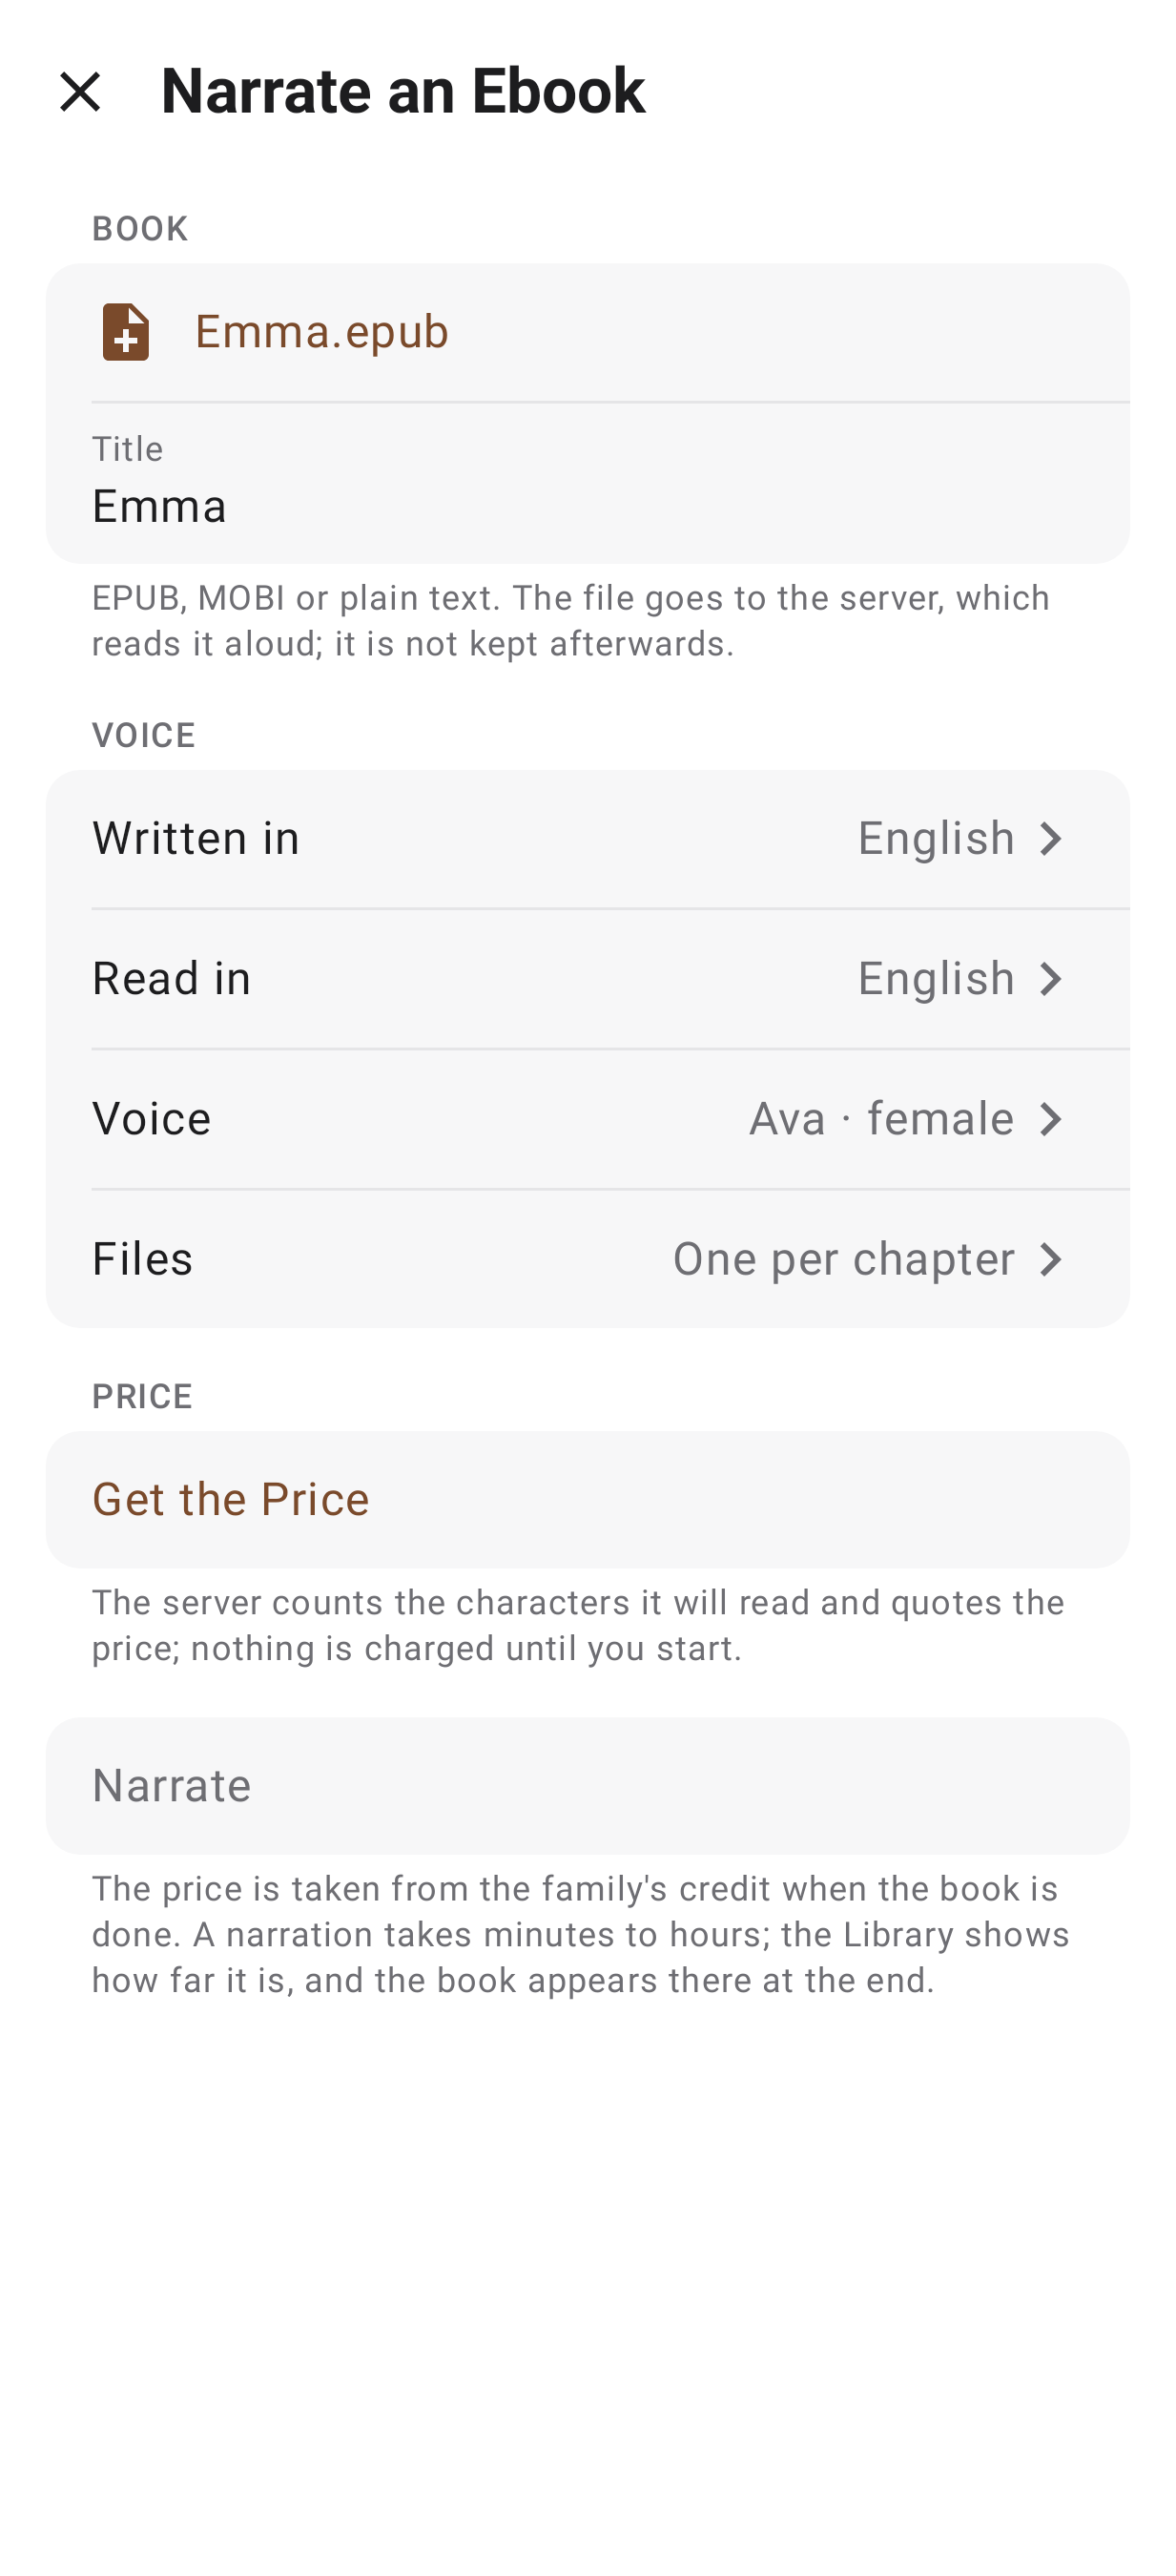 Narrate an Ebook
BOOK
Emma.epub
Title
Emma
EPUB, MOBI or plain text. The file goes to the server, which
reads it aloud; it is not kept afterwards.
VOICE
Written in English
Read in English
Voice Ava · female
Files One per chapter
PRICE
Get the Price
The server counts the characters it will read and quotes the
price; nothing is charged until you start.
Narrate
The price is taken from the family's credit when the book is
done. A narration takes minutes to hours; the Library shows
how far it is, and the book appears there at the end.